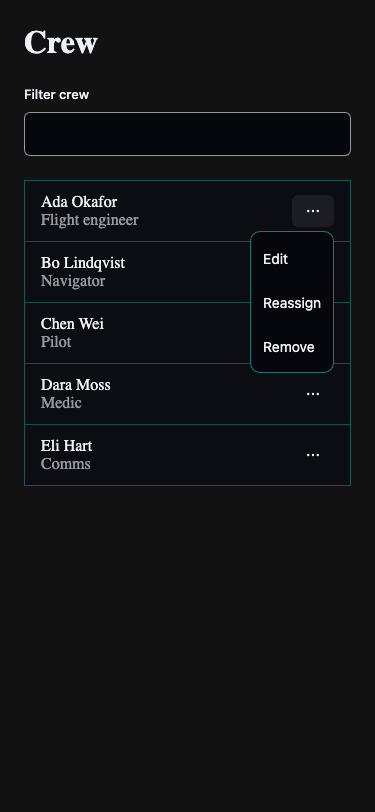 Crew
Filter crew
Ada Okafor
Flight engineer
...
Edit
Reassign
Remove
Bo Lindqvist
Navigator
Chen Wei
Pilot
Dara Moss
Medic
...
Eli Hart
Comms
...